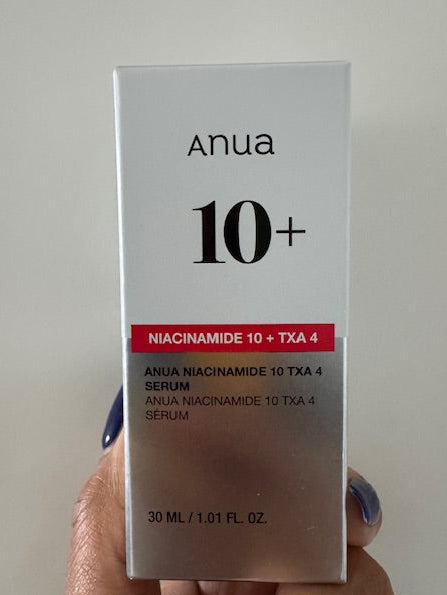 Anua
10+
NIACINAMIDE 10 + TXA 4
ANUA NIACINAMIDE 10 TXA 4
SERUM
ANUA NIACINAMIDE 10 TXA 4
SÉRUM
30 ML / 1.01 FL. OZ.